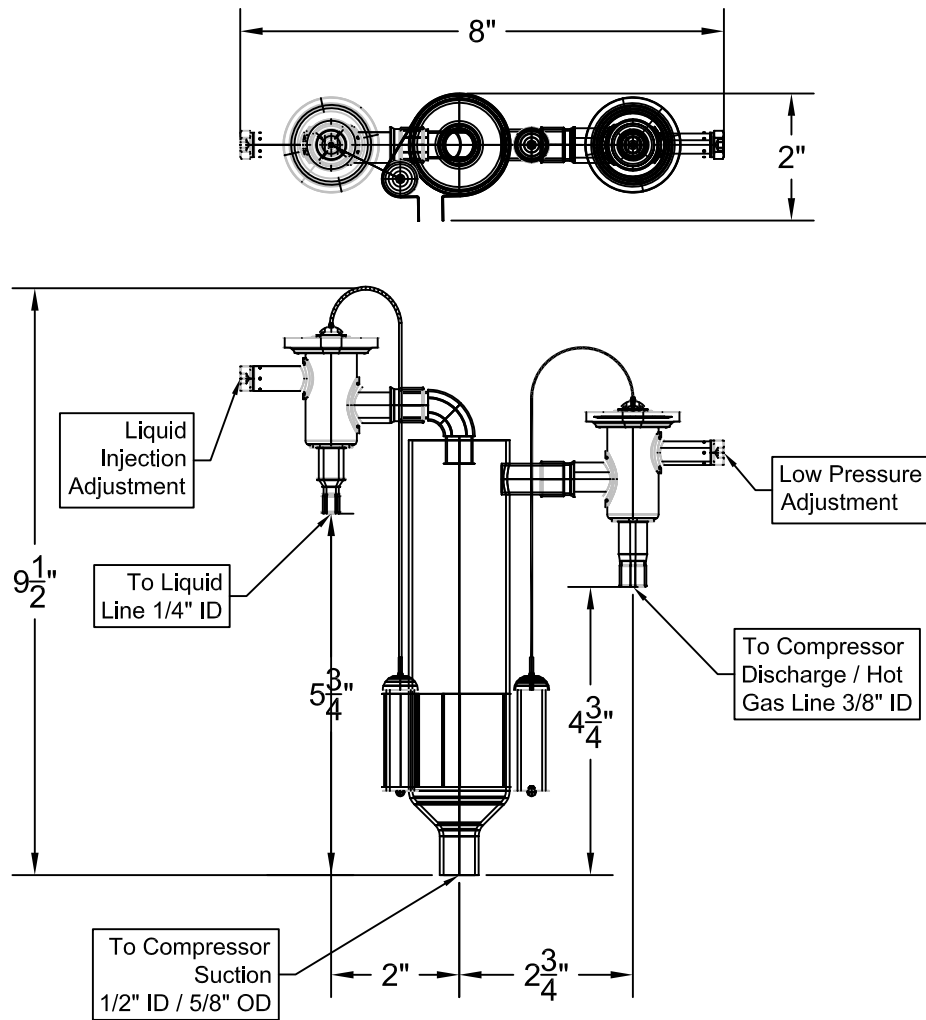 8"
2"
Liquid
Injection
Adjustment
Low Pressure
Adjustment
9 1/2"
To Liquid
Line 1/4" ID
To Compressor
Discharge / Hot
Gas Line 3/8" ID
5 3/4"
4 3/4"
To Compressor
Suction
1/2" ID / 5/8" OD
2"
2 3/4"